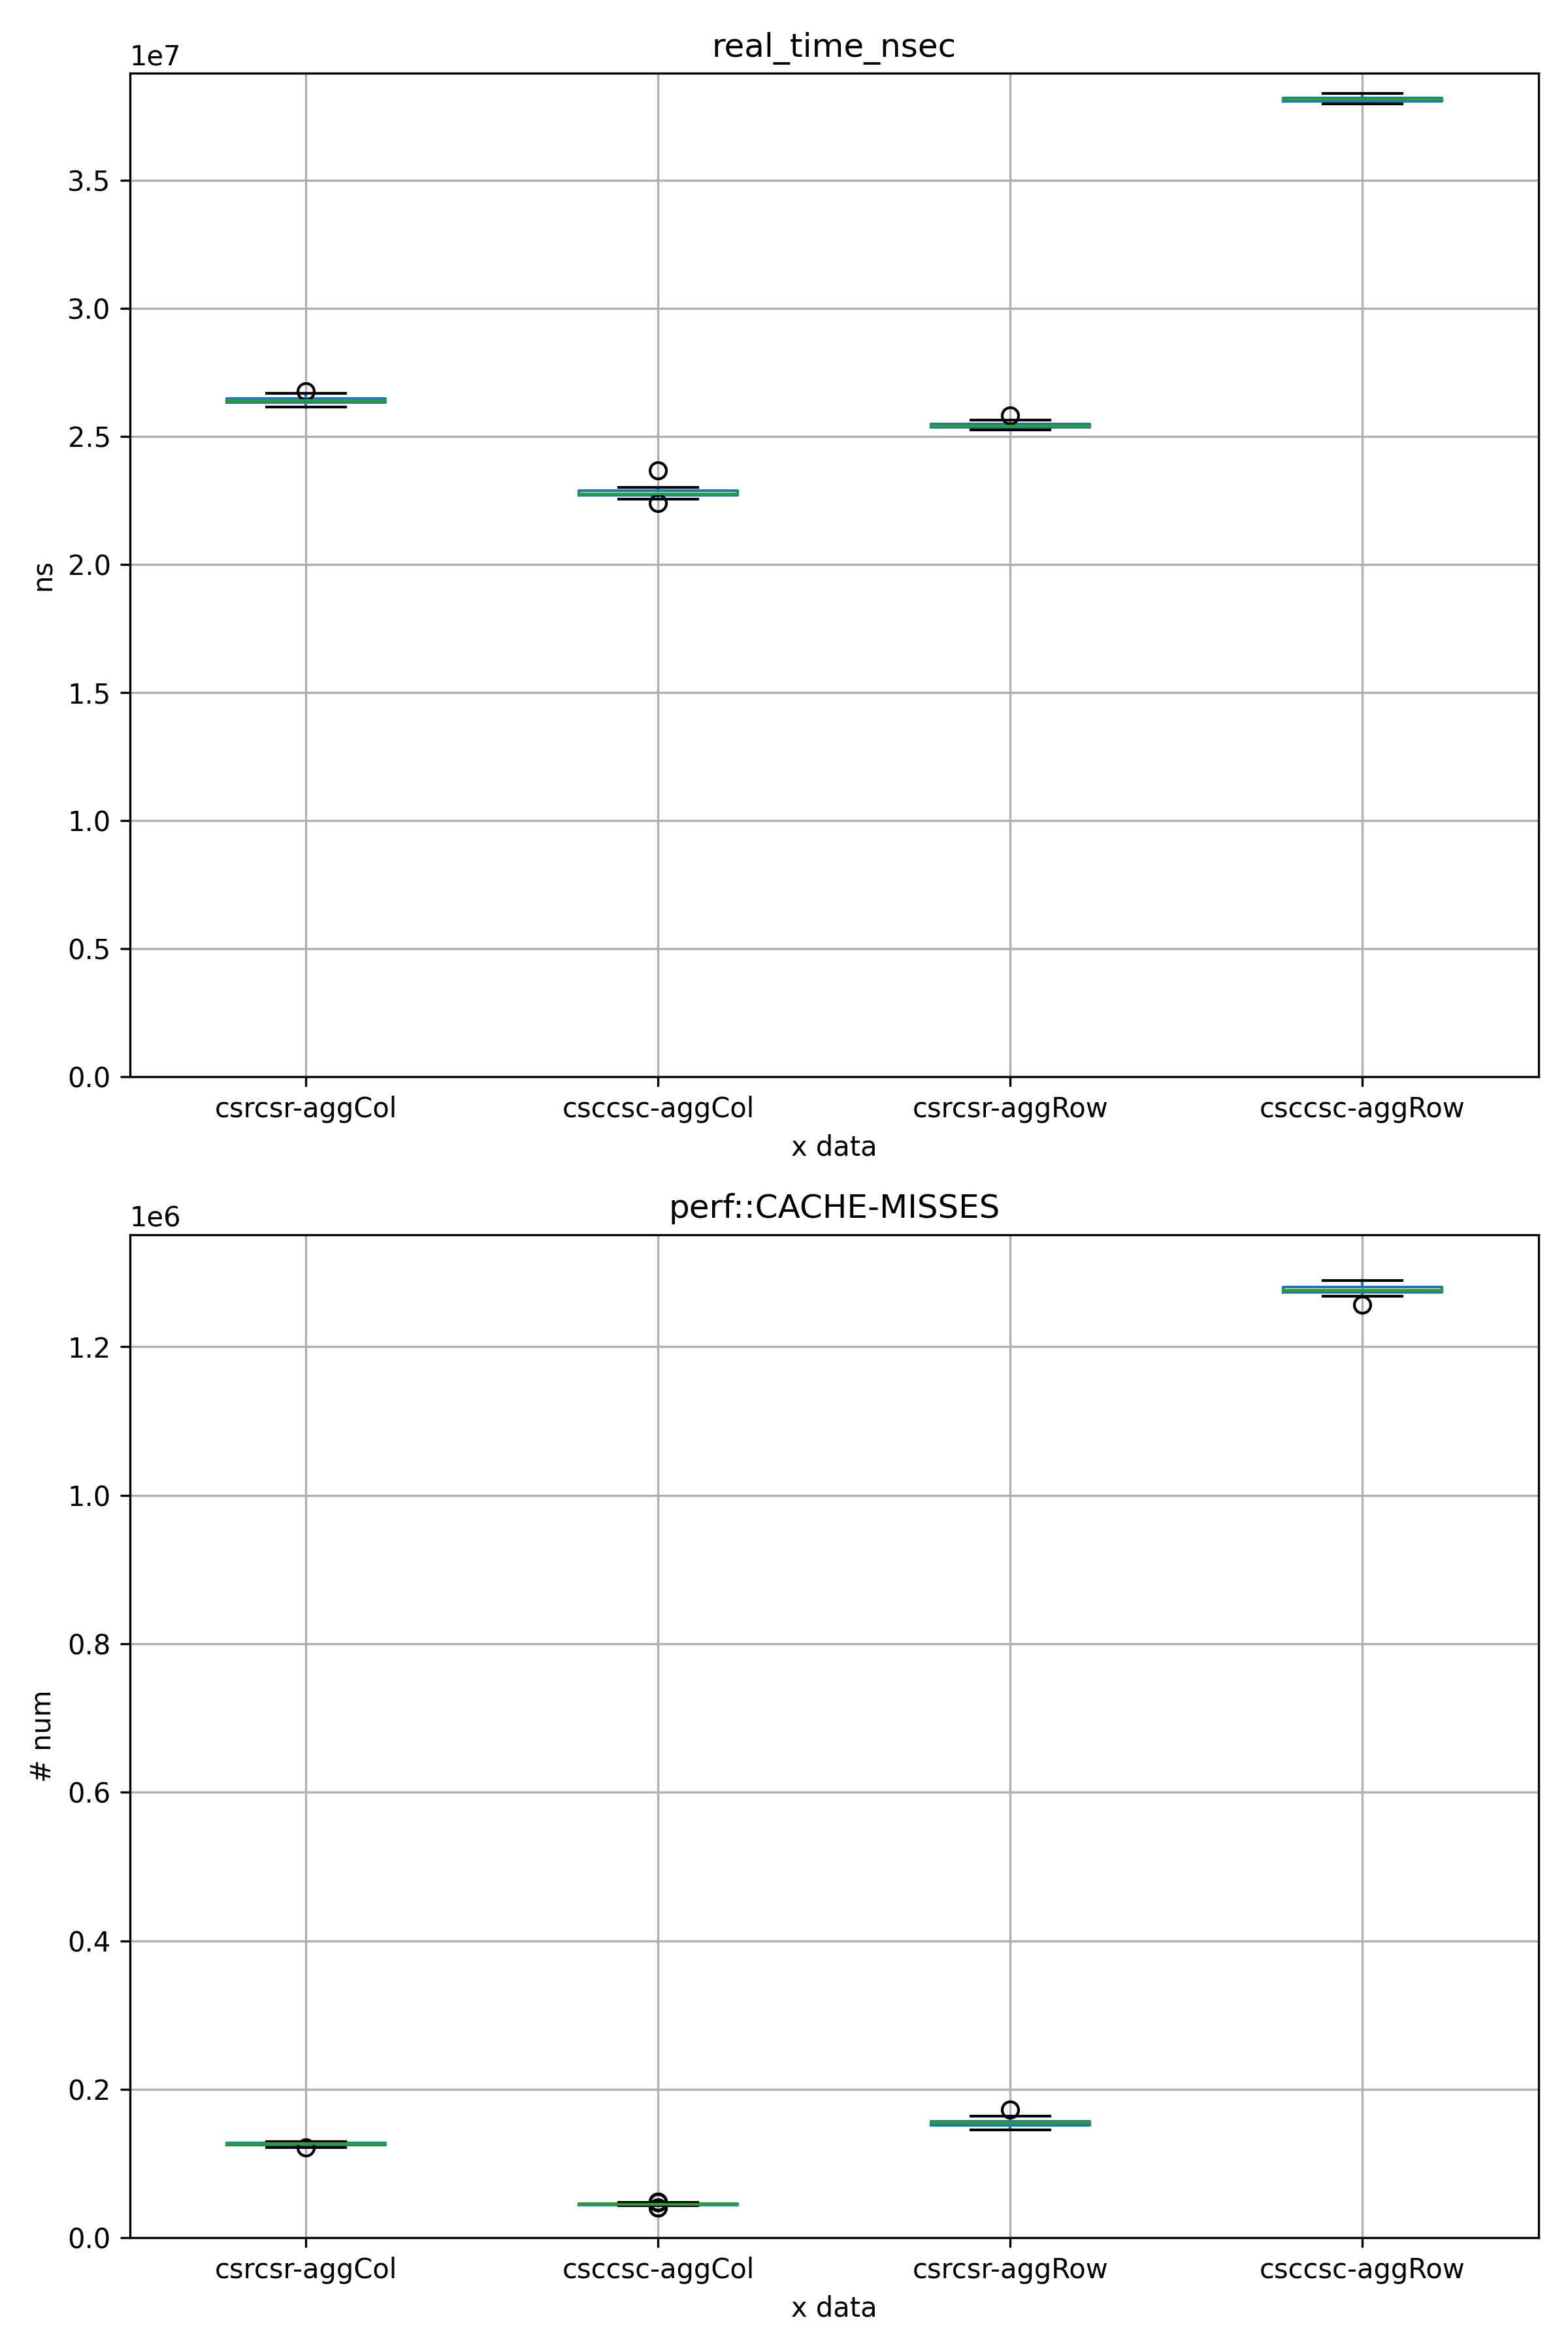 real_time_nsec
1e7
3.5
3.0
2.5
2.0
1.5
1.0
0.5
0.0
ns
csrcsr-aggCol csccsc-aggCol csrcsr-aggRow csccsc-aggRow
x data
perf::CACHE-MISSES
1e6
1.2
1.0
0.8
0.6
0.4
0.2
0.0
# num
csrcsr-aggCol csccsc-aggCol csrcsr-aggRow csccsc-aggRow
x data